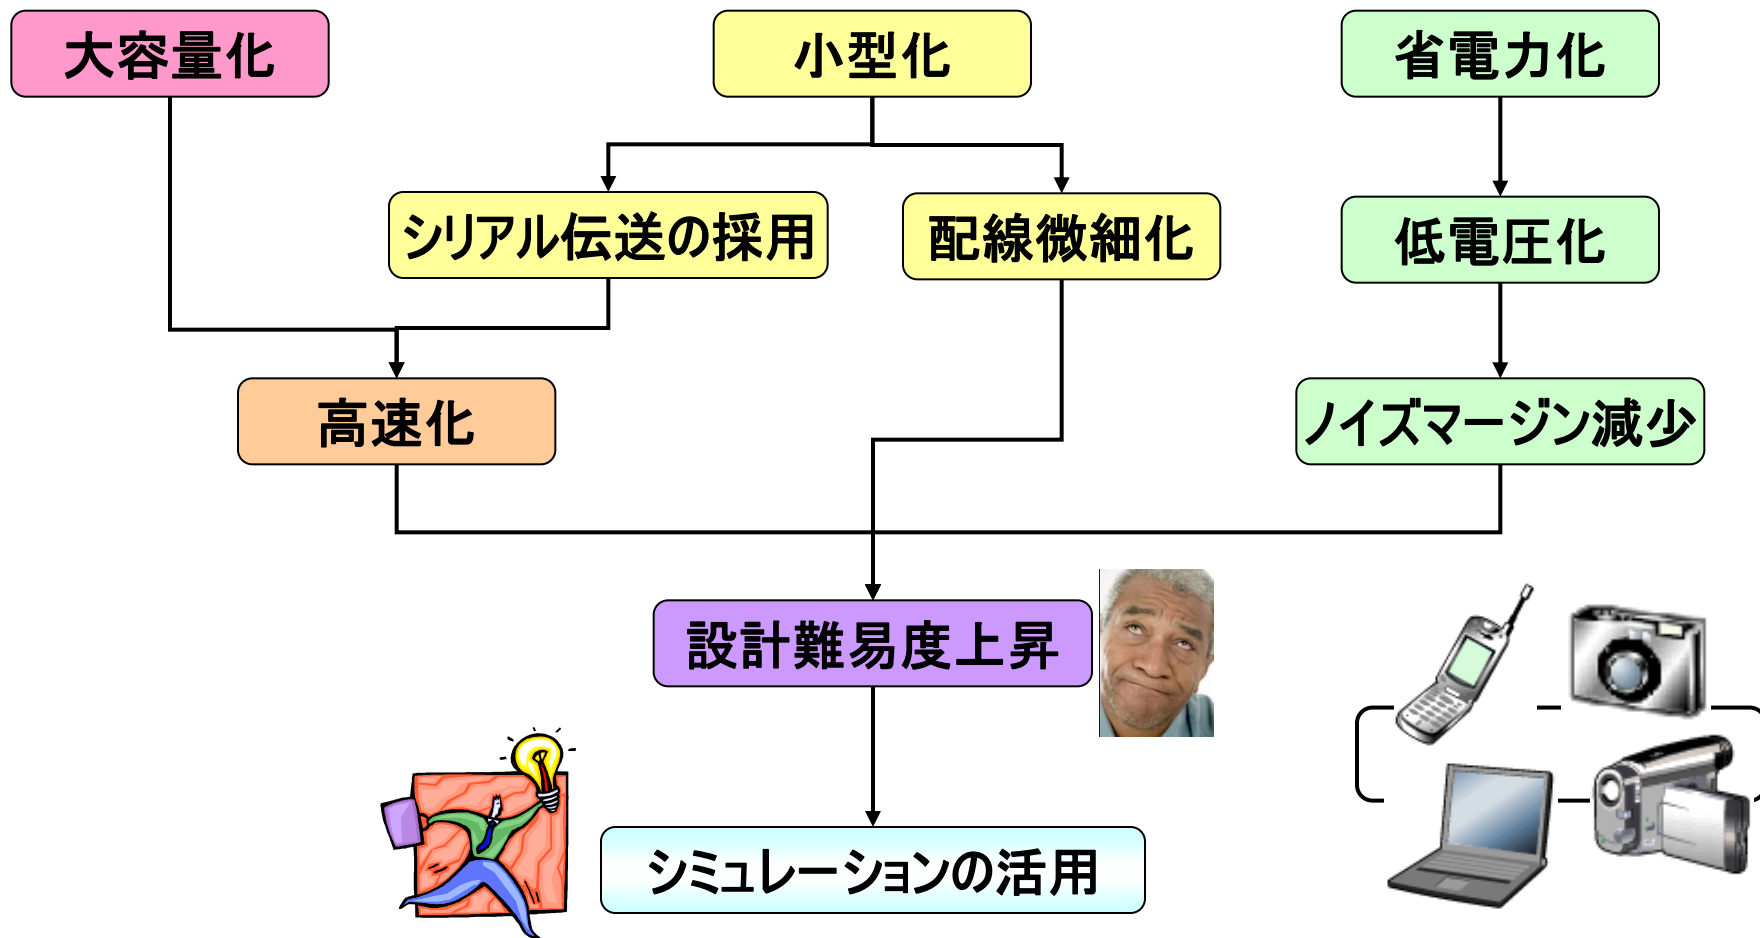 大容量化
小型化
省電力化
シリアル伝送の採用
配線微細化
低電圧化
高速化
ノイズマージン減少
設計難易度上昇
シミュレーションの活用